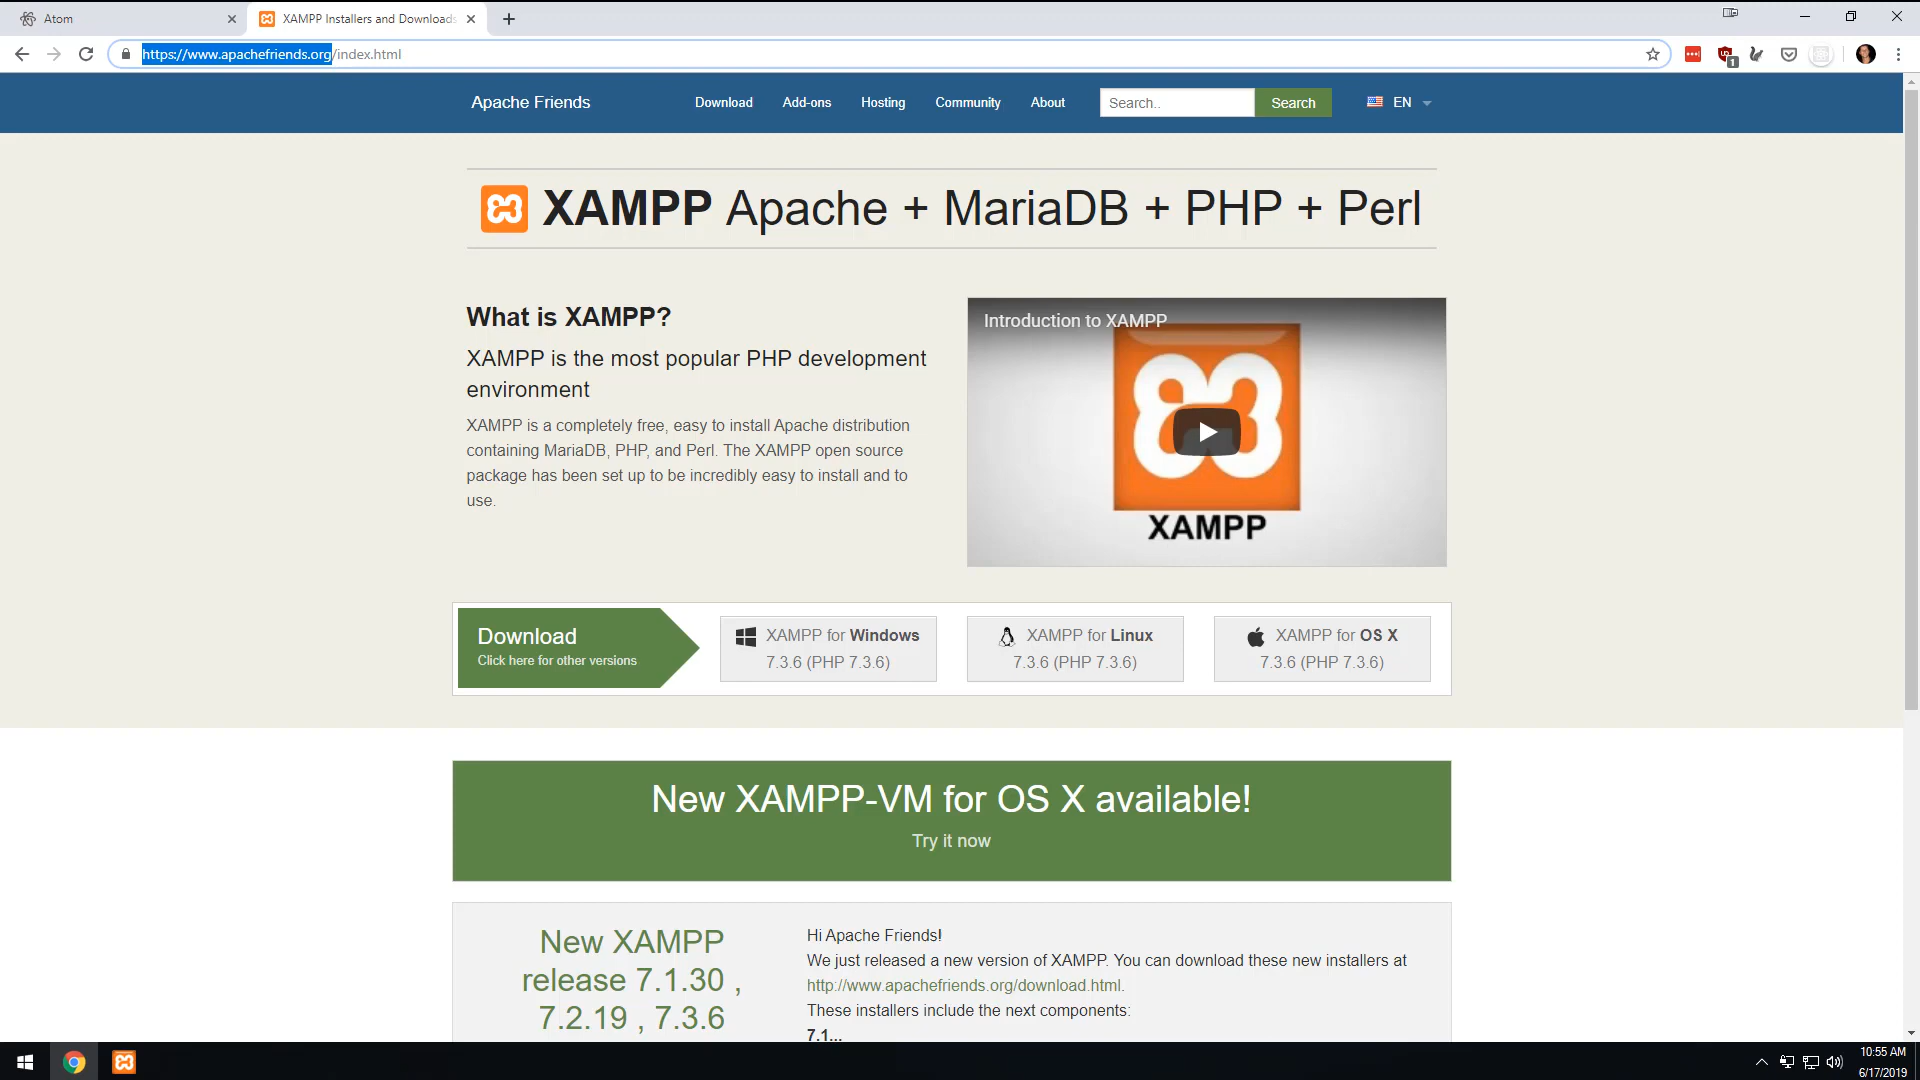 Atom
XAMPP Installers and Downloads
https://www.apachefriends.org/index.html
1
Apache Friends
Download
Add-ons
Hosting
Community
About
Search..
Search
EN
XAMPP Apache + MariaDB + PHP + Perl
What is XAMPP?
XAMPP is the most popular PHP development
environment
XAMPP is a completely free, easy to install Apache distribution
containing MariaDB, PHP, and Perl. The XAMPP open source
package has been set up to be incredibly easy to install and to
use.
Introduction to XAMPP
XAMPP
Download
Click here for other versions
XAMPP for Windows
7.3.6 (PHP 7.3.6)
XAMPP for Linux
7.3.6 (PHP 7.3.6)
XAMPP for OS X
7.3.6 (PHP 7.3.6)
New XAMPP-VM for OS X available!
Try it now
New XAMPP
release 7.1.30 ,
7.2.19 , 7.3.6
Hi Apache Friends!
We just released a new version of XAMPP. You can download these new installers at
http://www.apachefriends.org/download.html.
These installers include the next components:
7.1...
10:55 AM
6/17/2019